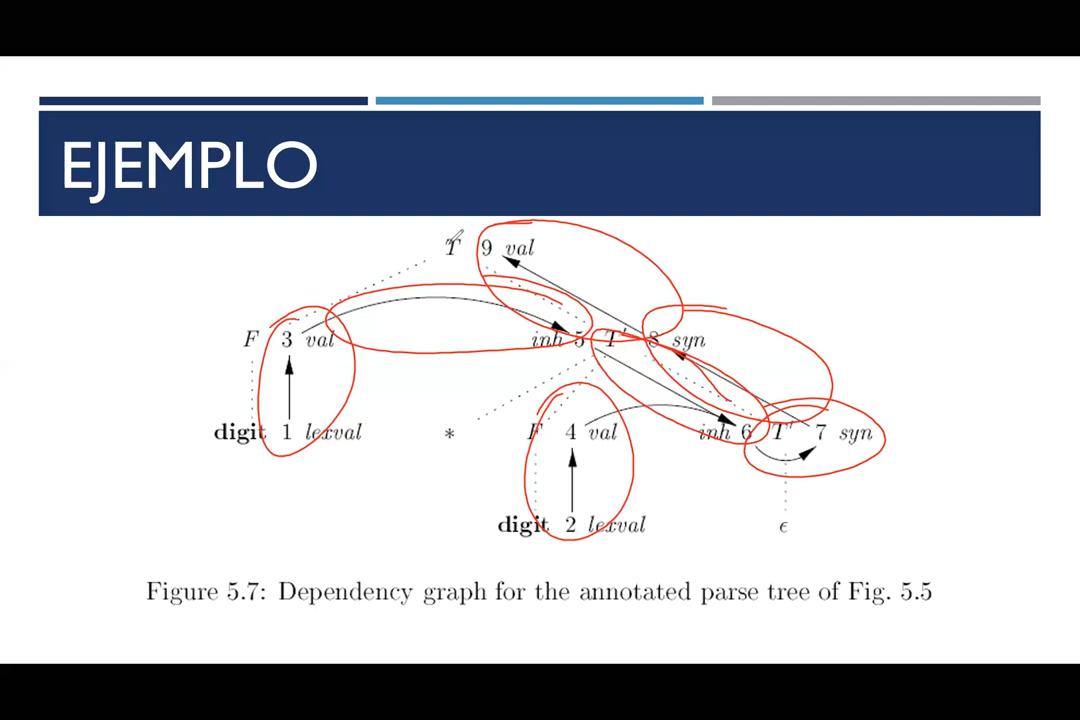 EJEMPLO
T 9 val
F 3 val inh 5 T' 8 syn
digit 1 lexval * F 4 val inh 6 T' 7 syn
digit 2 lexval ϵ
Figure 5.7: Dependency graph for the annotated parse tree of Fig. 5.5